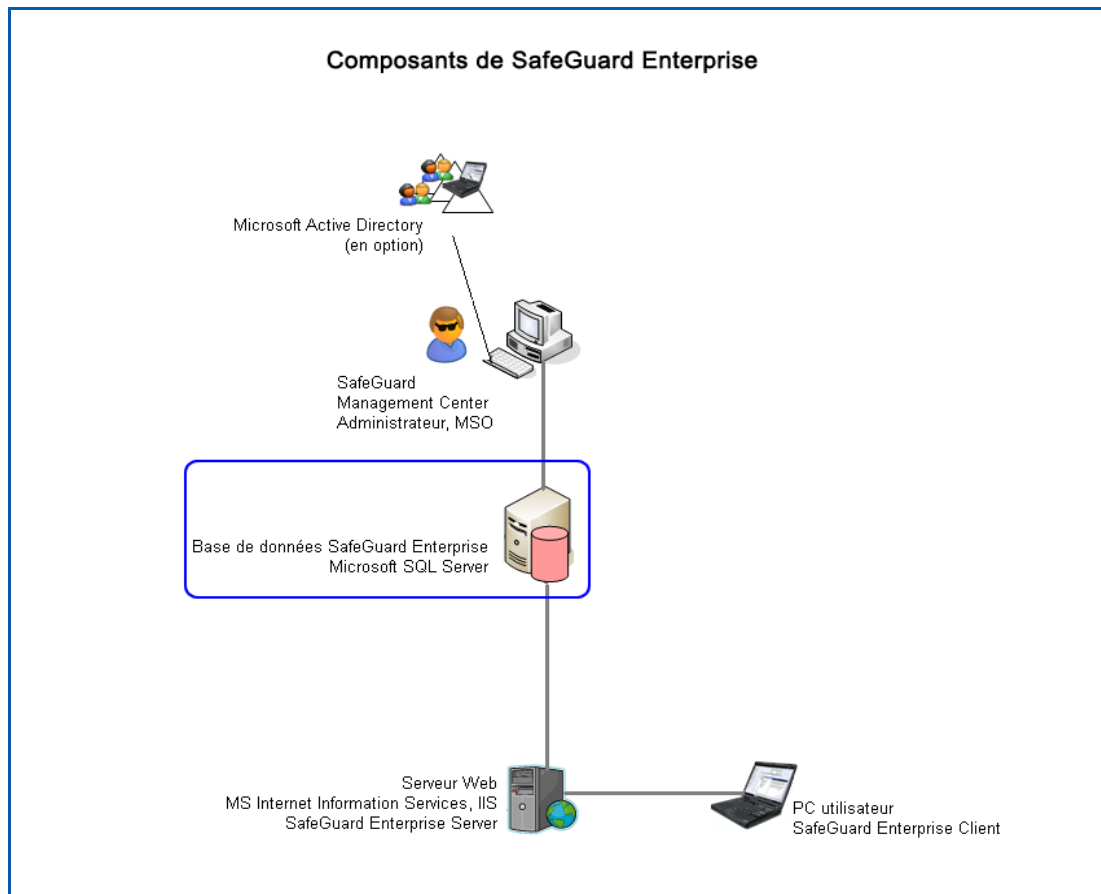 Composants de SafeGuard Enterprise
Microsoft Active Directory
(en option)
SafeGuard
Management Center
Administrateur, MSO
Base de données SafeGuard Enterprise
Microsoft SQL Server
Serveur Web
MS Internet Information Services, IIS
SafeGuard Enterprise Server
PC utilisateur
SafeGuard Enterprise Client